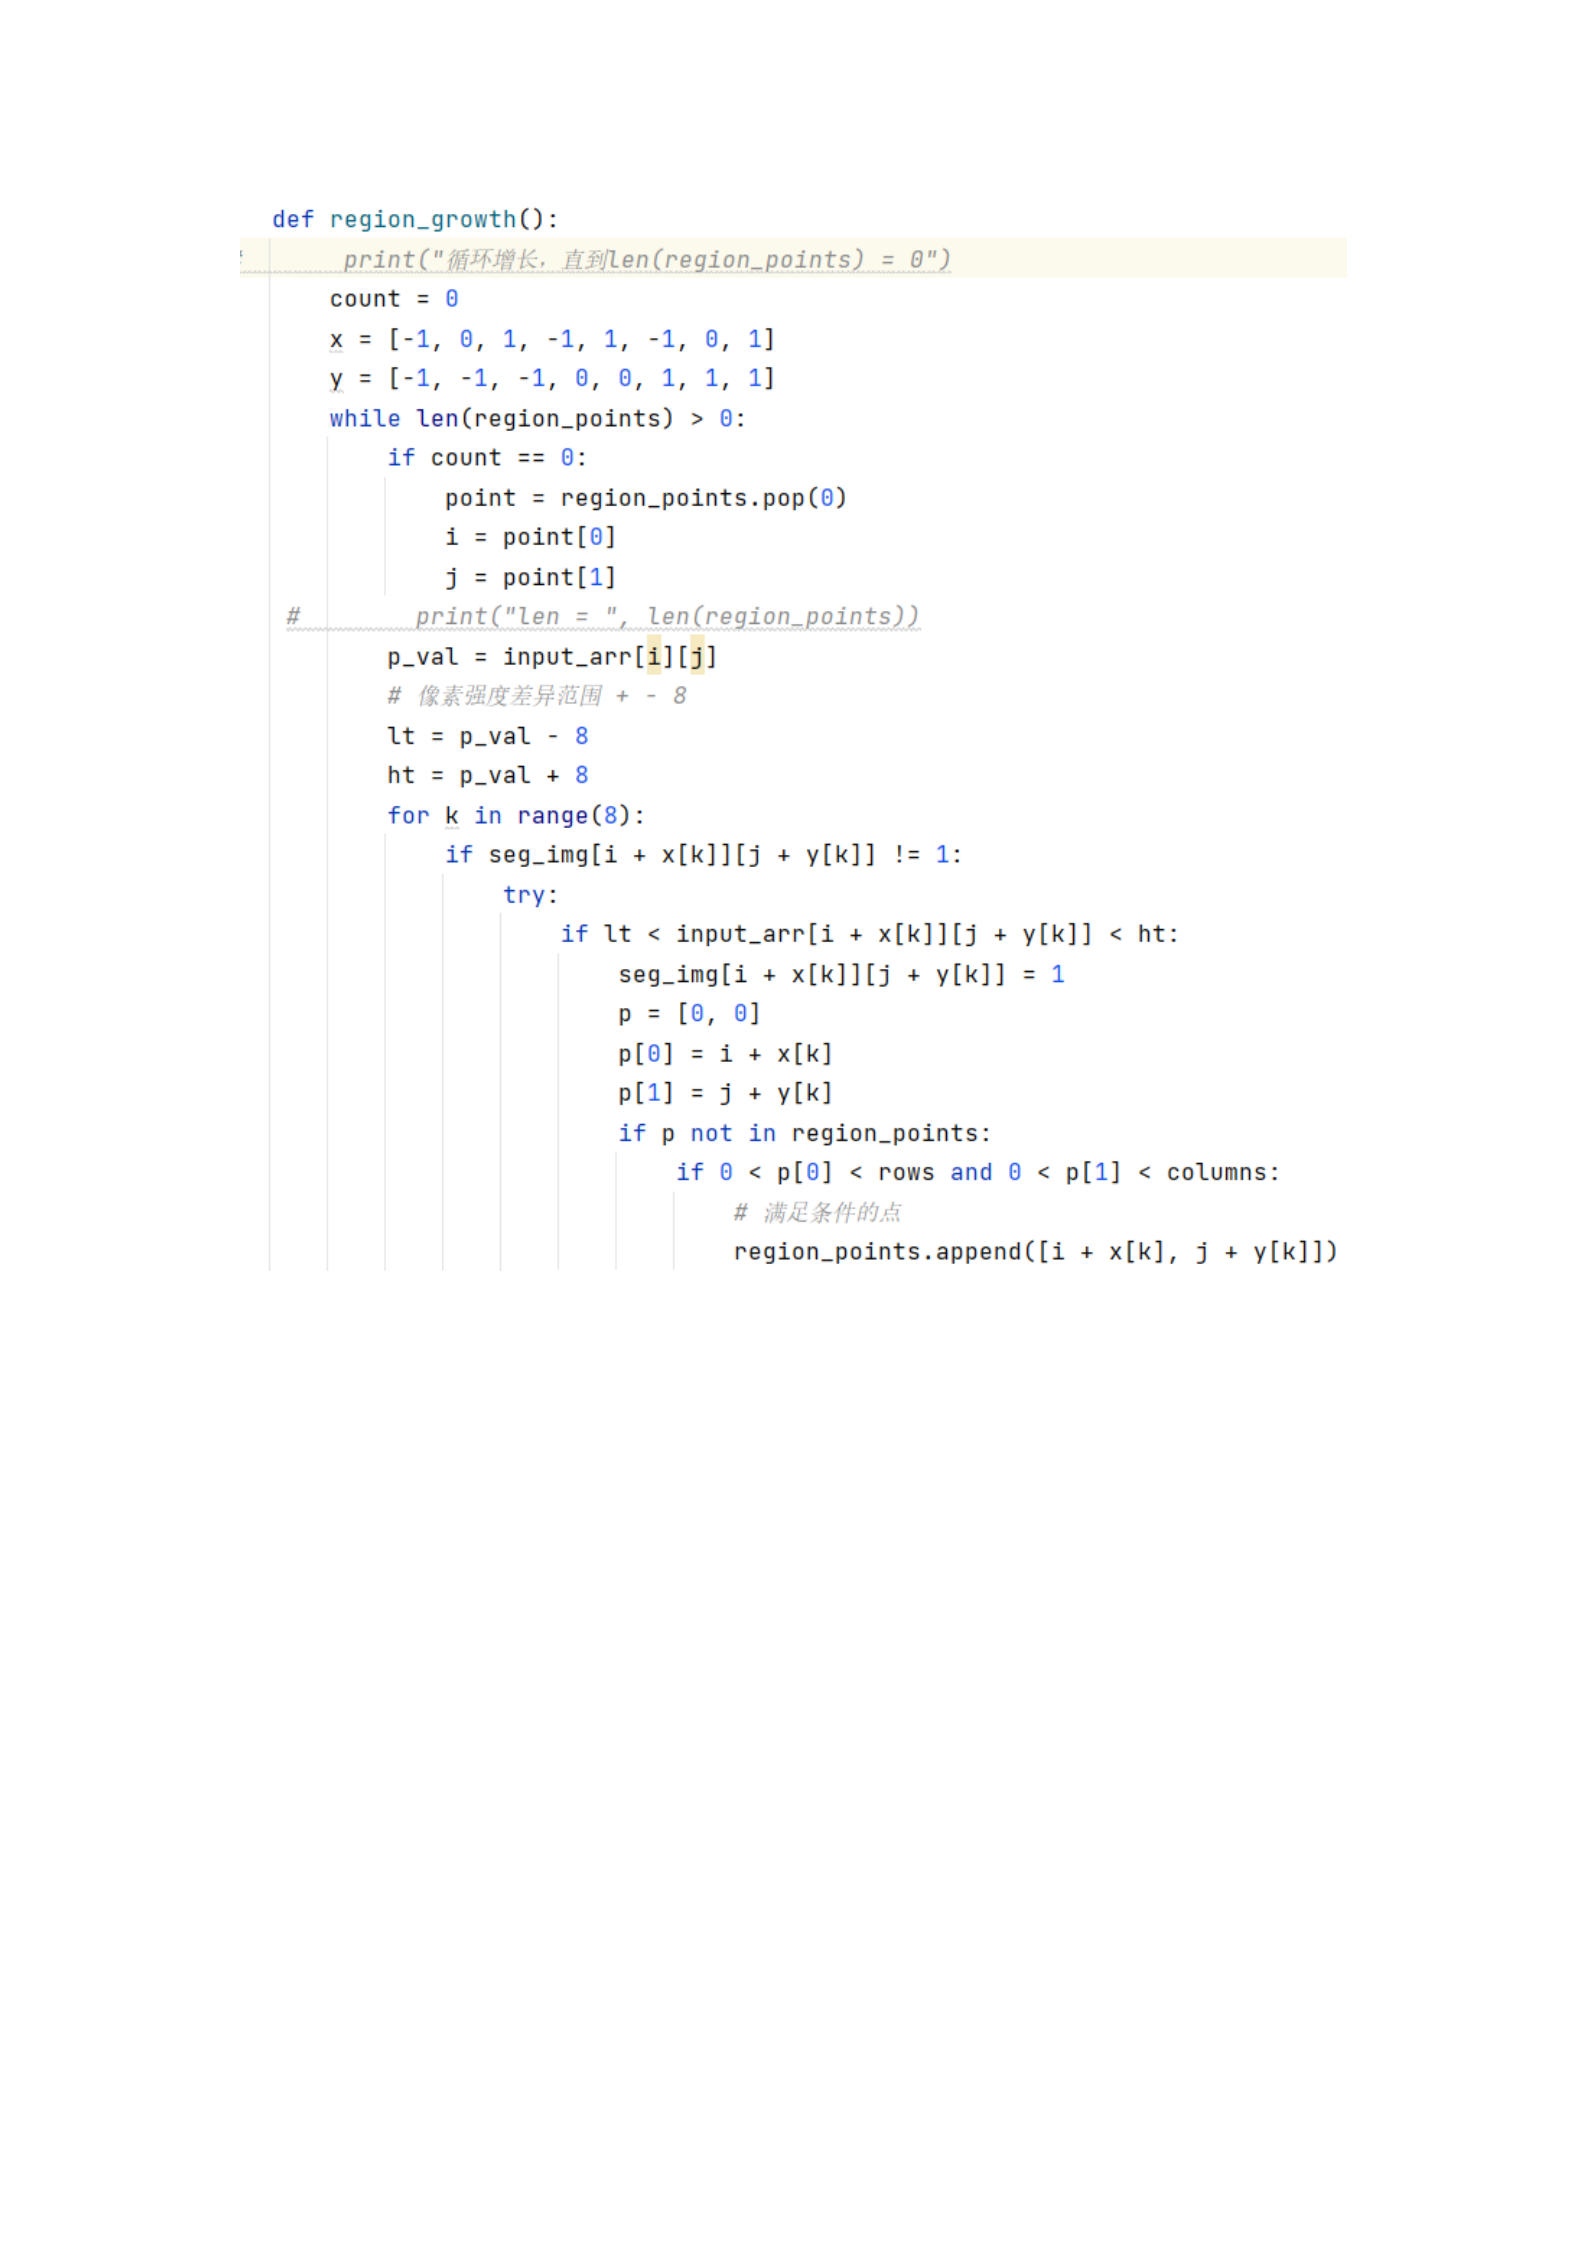 def region_growth():
# print("循环增长，直到len(region_points) = 0")
count = 0
x = [-1, 0, 1, -1, 1, -1, 0, 1]
y = [-1, -1, -1, 0, 0, 1, 1, 1]
while len(region_points) > 0:
if count == 0:
point = region_points.pop(0)
i = point[0]
j = point[1]
# print("len = ", len(region_points))
p_val = input_arr[i][j]
# 像素强度差异范围 + - 8
lt = p_val - 8
ht = p_val + 8
for k in range(8):
if seg_img[i + x[k]][j + y[k]] != 1:
try:
if lt < input_arr[i + x[k]][j + y[k]] < ht:
seg_img[i + x[k]][j + y[k]] = 1
p = [0, 0]
p[0] = i + x[k]
p[1] = j + y[k]
if p not in region_points:
if 0 < p[0] < rows and 0 < p[1] < columns:
# 满足条件的点
region_points.append([i + x[k], j + y[k]])